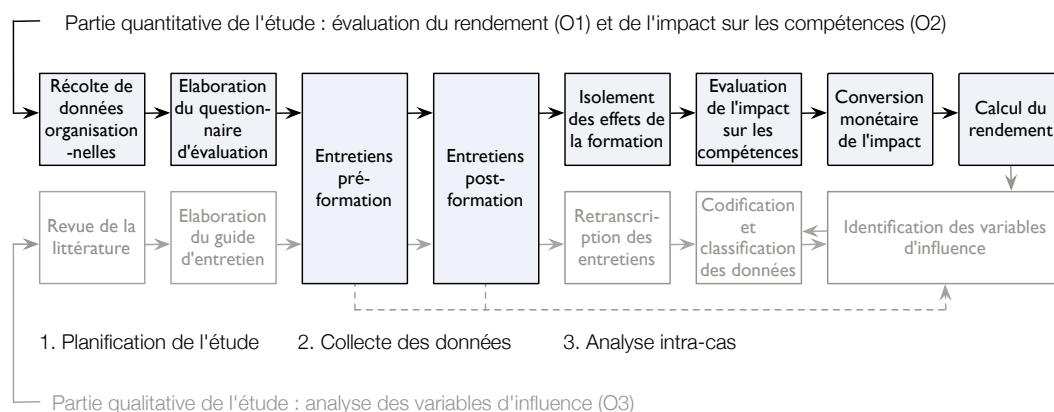 Partie quantitative de l'étude : évaluation du rendement (O1) et de l'impact sur les compétences (O2)
Récolte de
données
organisation
-nelles
Elaboration
du question-
naire
d'évaluation
Entretiens
pré-
formation
Entretiens
post-
formation
Isolement
des effets de
la formation
Evaluation
de l'impact
sur les
compétences
Conversion
monétaire
de l'impact
Calcul du
rendement
Revue de la
littérature
Elaboration
du guide
d'entretien
Retranscri-
ption des
entretiens
Codification
et
classification
des données
Identification des variables
d'influence
1. Planification de l'étude
2. Collecte des données
3. Analyse intra-cas
Partie qualitative de l'étude : analyse des variables d'influence (O3)